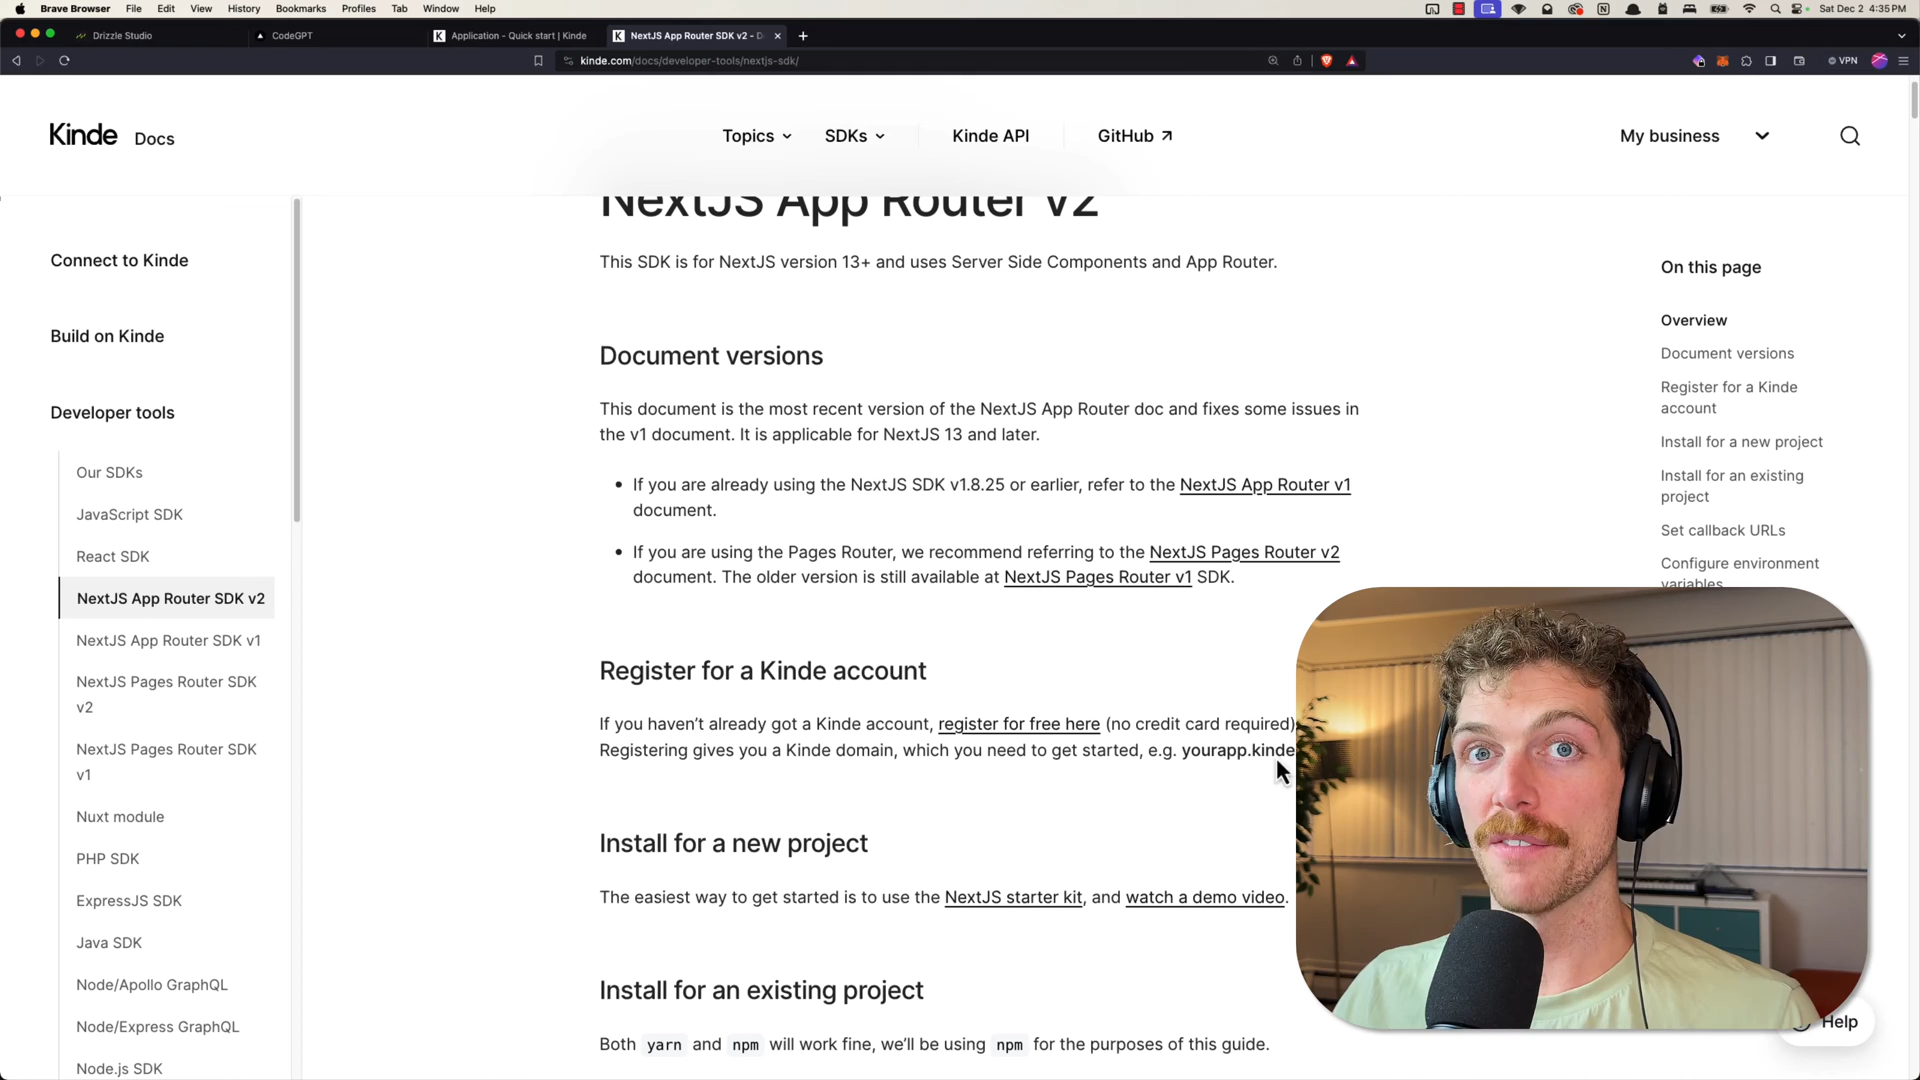 Brave Browser File Edit View History Bookmarks Profiles Tab Window Help Sat Dec 2 4:35 PM
Drizzle Studio CodeGPT Application - Quick start | Kinde NextJS App Router SDK v2 - D
kinde.com/docs/developer-tools/nextjs-sdk/ VPN
Kinde Docs Topics SDKs Kinde API GitHub My business
Connect to Kinde
Build on Kinde
Developer tools
Our SDKs
JavaScript SDK
React SDK
NextJS App Router SDK v2
NextJS App Router SDK v1
NextJS Pages Router SDK
v2
NextJS Pages Router SDK
v1
Nuxt module
PHP SDK
ExpressJS SDK
Java SDK
Node/Apollo GraphQL
Node/Express GraphQL
Node.js SDK
NextJS App Router v2
This SDK is for NextJS version 13+ and uses Server Side Components and App Router.
Document versions
This document is the most recent version of the NextJS App Router doc and fixes some issues in
the v1 document. It is applicable for NextJS 13 and later.
If you are already using the NextJS SDK v1.8.25 or earlier, refer to the NextJS App Router v1
document.
If you are using the Pages Router, we recommend referring to the NextJS Pages Router v2
document. The older version is still available at NextJS Pages Router v1 SDK.
Register for a Kinde account
If you haven't already got a Kinde account, register for free here (no credit card required)
Registering gives you a Kinde domain, which you need to get started, e.g. yourapp.kinde
Install for a new project
The easiest way to get started is to use the NextJS starter kit, and watch a demo video.
Install for an existing project
Both yarn and npm will work fine, we'll be using npm for the purposes of this guide.
On this page
Overview
Document versions
Register for a Kinde
account
Install for a new project
Install for an existing
project
Set callback URLs
Configure environment
variables
Help